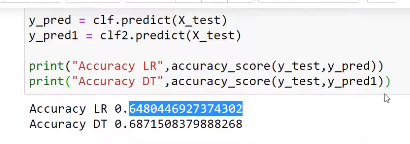 y_pred = clf.predict(X_test)
y_pred1 = clf2.predict(X_test)
print("Accuracy LR",accuracy_score(y_test,y_pred))
print("Accuracy DT",accuracy_score(y_test,y_pred1))
Accuracy LR 0.6480446927374302
Accuracy DT 0.6871508379888268